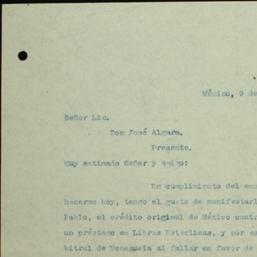 México, 9 de
Señor Lic.
Don José Algara.
Presente.
Muy estimado Señor y amigo:
En cumplimiento del
hacerme hoy, tengo el gusto de manifestarl
Pablo, el crédito original de México cont
un préstamo en Libras Esterlinas, y por
bitral de Venezuela al fallar en favor de